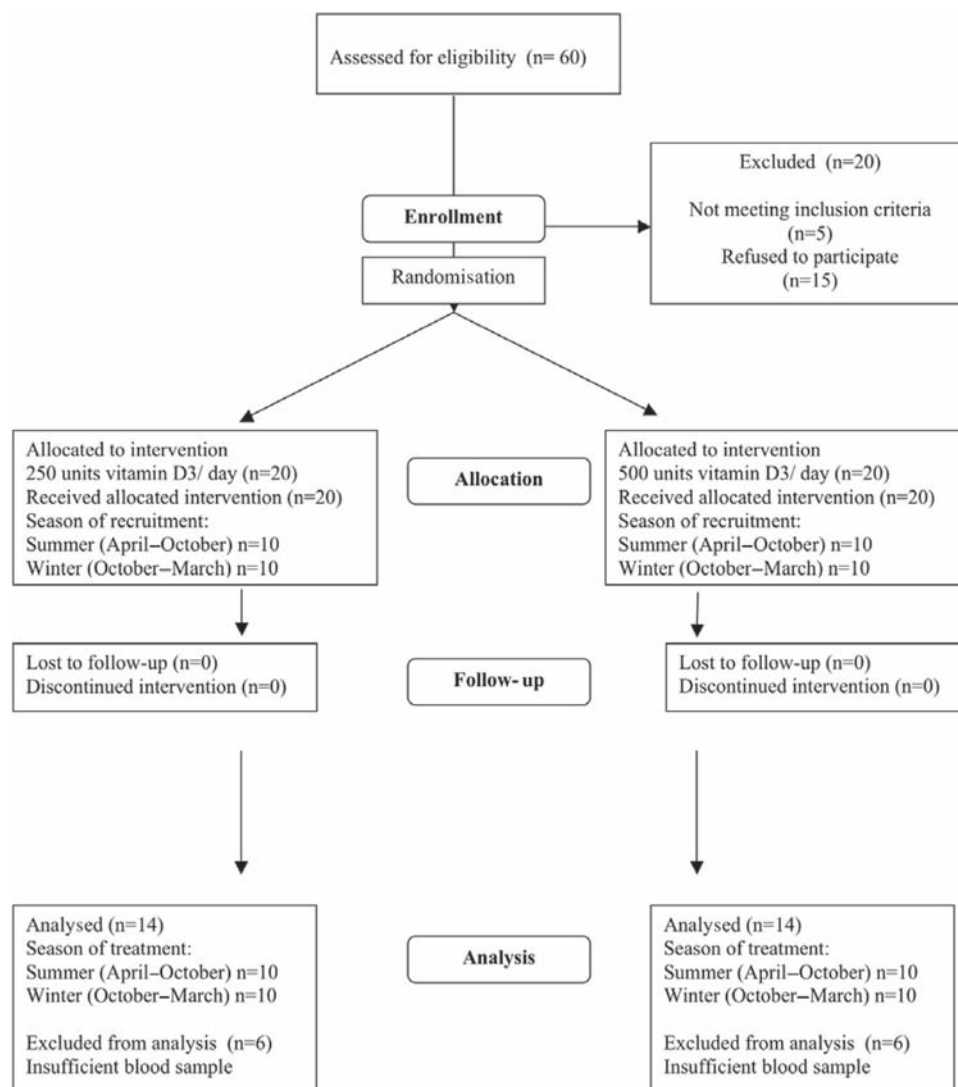 Assessed for eligibility (n= 60)
Excluded (n=20)
Not meeting inclusion criteria
(n=5)
Refused to participate
(n=15)
Enrollment
Randomisation
Allocated to intervention
250 units vitamin D3/ day (n=20)
Received allocated intervention (n=20)
Season of recruitment:
Summer (April–October) n=10
Winter (October–March) n=10
Allocation
Allocated to intervention
500 units vitamin D3/ day (n=20)
Received allocated intervention (n=20)
Season of recruitment:
Summer (April–October) n=10
Winter (October–March) n=10
Lost to follow-up (n=0)
Discontinued intervention (n=0)
Follow- up
Lost to follow-up (n=0)
Discontinued intervention (n=0)
Analysed (n=14)
Season of treatment:
Summer (April–October) n=10
Winter (October–March) n=10
Excluded from analysis (n=6)
Insufficient blood sample
Analysis
Analysed (n=14)
Season of treatment:
Summer (April–October) n=10
Winter (October–March) n=10
Excluded from analysis (n=6)
Insufficient blood sample